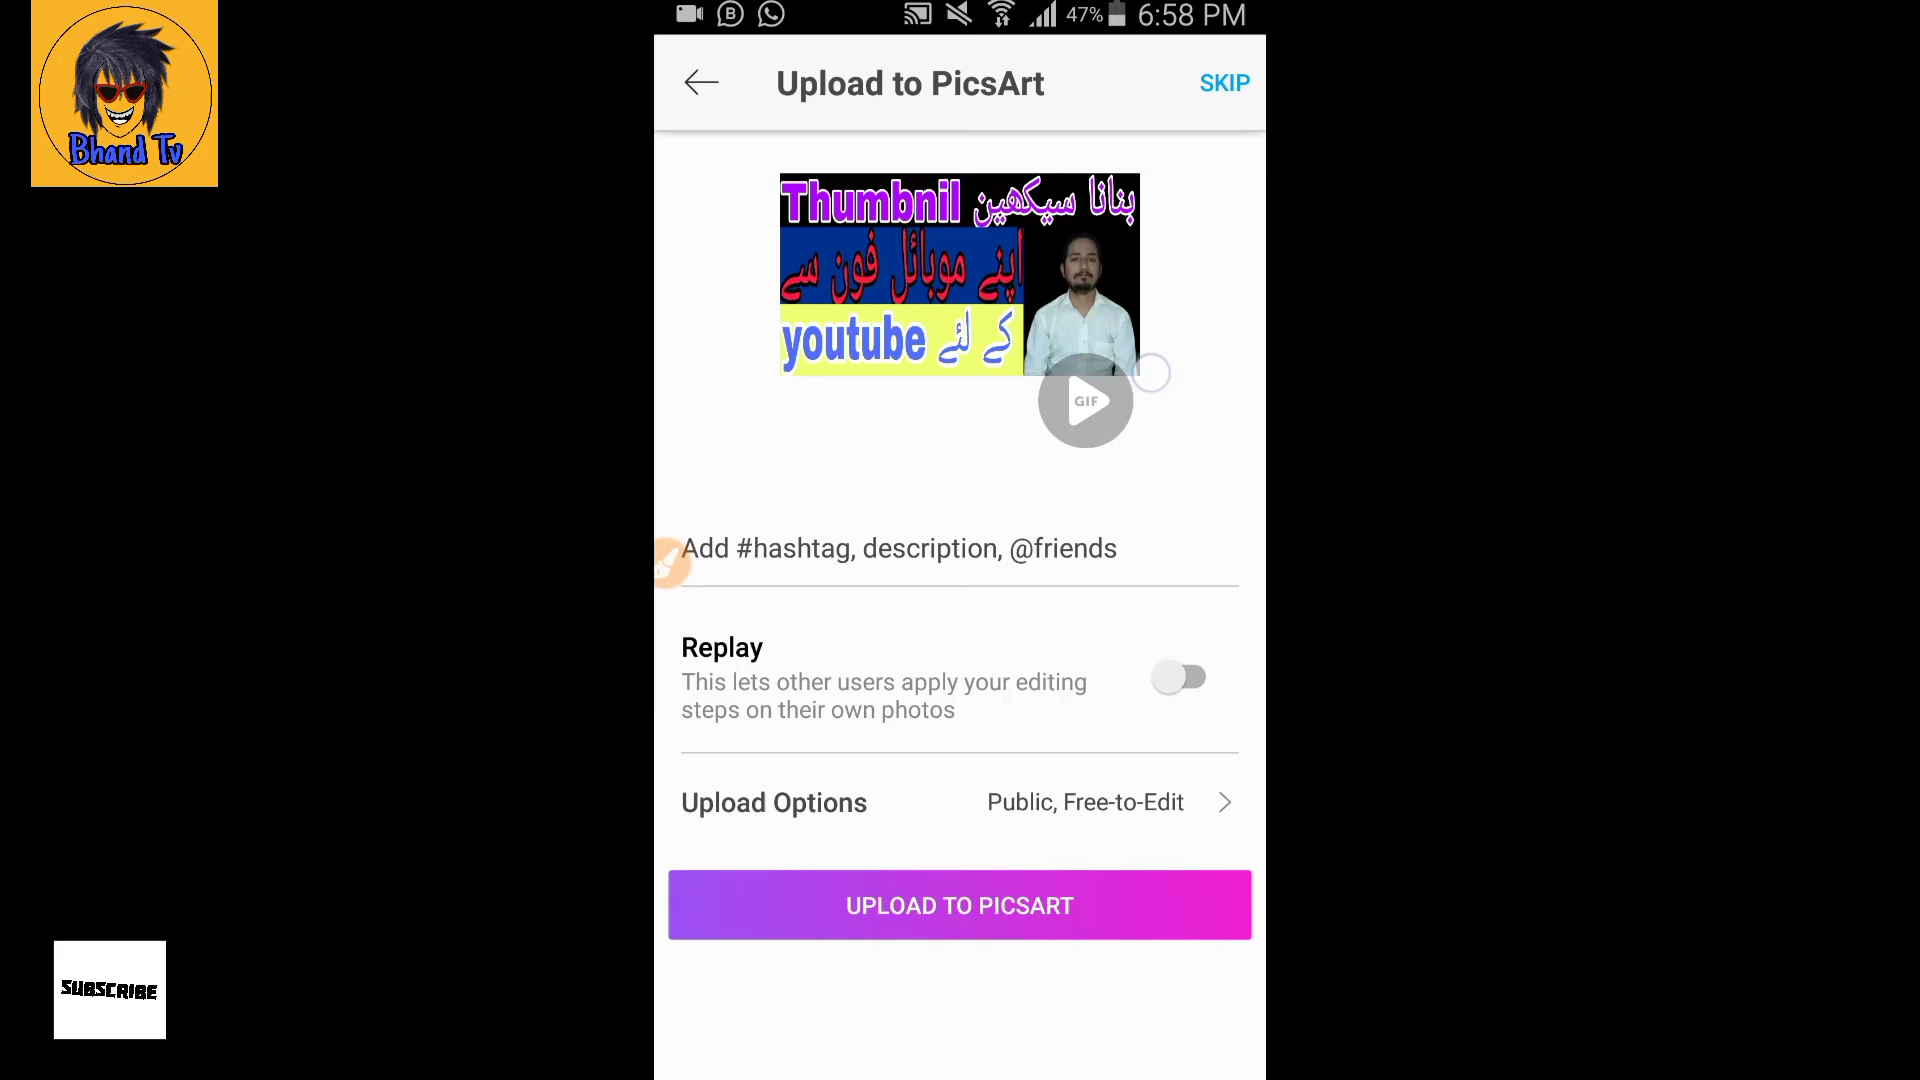 Bhand Tv
47% 6:58 PM
Upload to PicsArt
SKIP
Thumbnil بنانا سیکھین
اپنے موبائل فون سے
youtube کے لئے
GIF
Add #hashtag, description, @friends
Replay
This lets other users apply your editing
steps on their own photos
Upload Options Public, Free-to-Edit
UPLOAD TO PICSART
SUBSCRIBE